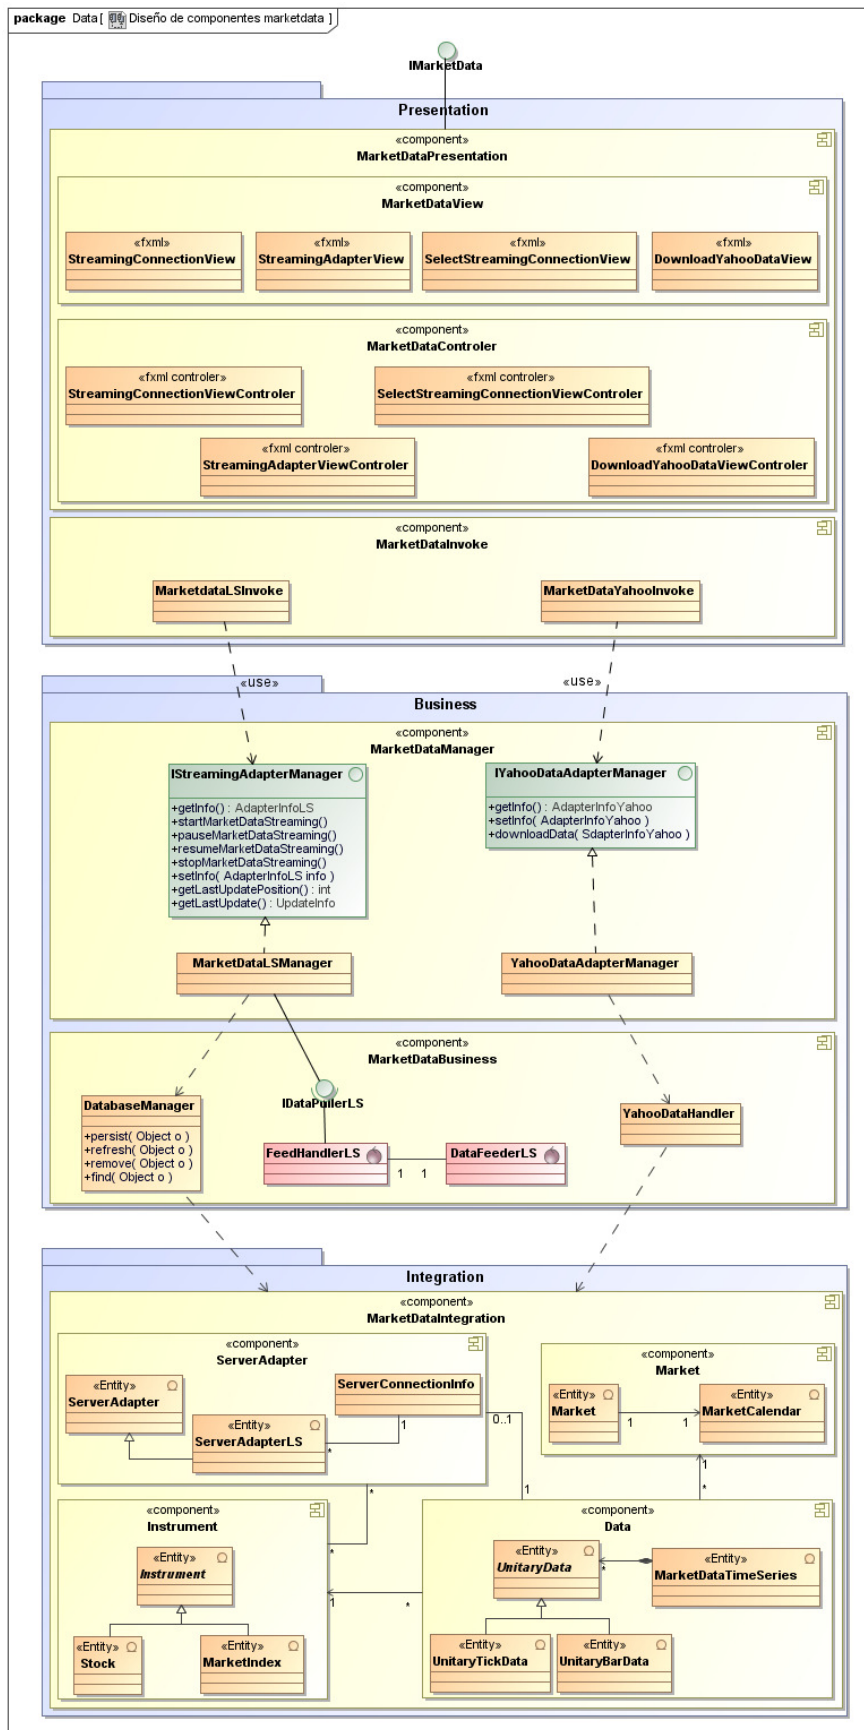 package Data [ Diseño de componentes marketdata ]
IMarketData
Presentation
«component»
MarketDataPresentation
«component»
MarketDataView
«fxml»
StreamingConnectionView
«fxml»
StreamingAdapterView
«fxml»
SelectStreamingConnectionView
«fxml»
DownloadYahooDataView
«component»
MarketDataControler
«fxml controler»
StreamingConnectionViewControler
«fxml controler»
SelectStreamingConnectionViewControler
«fxml controler»
StreamingAdapterViewControler
«fxml controler»
DownloadYahooDataViewControler
«component»
MarketDataInvoke
MarketdataLSInvoke
MarketDataYahooInvoke
«use»
«use»
Business
«component»
MarketDataManager
IStreamingAdapterManager
+getInfo() : AdapterInfoLS
+startMarketDataStreaming()
+pauseMarketDataStreaming()
+resumeMarketDataStreaming()
+stopMarketDataStreaming()
+setInfo( AdapterInfoLS info )
+getLastUpdatePosition() : int
+getLastUpdate() : UpdateInfo
IYahooDataAdapterManager
+getInfo() : AdapterInfoYahoo
+setInfo( AdapterInfoYahoo )
+downloadData( SdapterInfoYahoo )
MarketDataLSManager
YahooDataAdapterManager
«component»
MarketDataBusiness
IDataPullerLS
DatabaseManager
+persist( Object o )
+refresh( Object o )
+remove( Object o )
+find( Object o )
YahooDataHandler
FeedHandlerLS
1
1
DataFeederLS
Integration
«component»
MarketDataIntegration
«component»
ServerAdapter
«Entity»
ServerAdapter
ServerConnectionInfo
«Entity»
ServerAdapterLS
1
*
0..1
1
«component»
Market
«Entity»
Market
1
1
«Entity»
MarketCalendar
1
*
*
*
«component»
Instrument
«Entity»
Instrument
«Entity»
Stock
«Entity»
MarketIndex
1
*
«component»
Data
«Entity»
UnitaryData
*
«Entity»
MarketDataTimeSeries
«Entity»
UnitaryTickData
«Entity»
UnitaryBarData